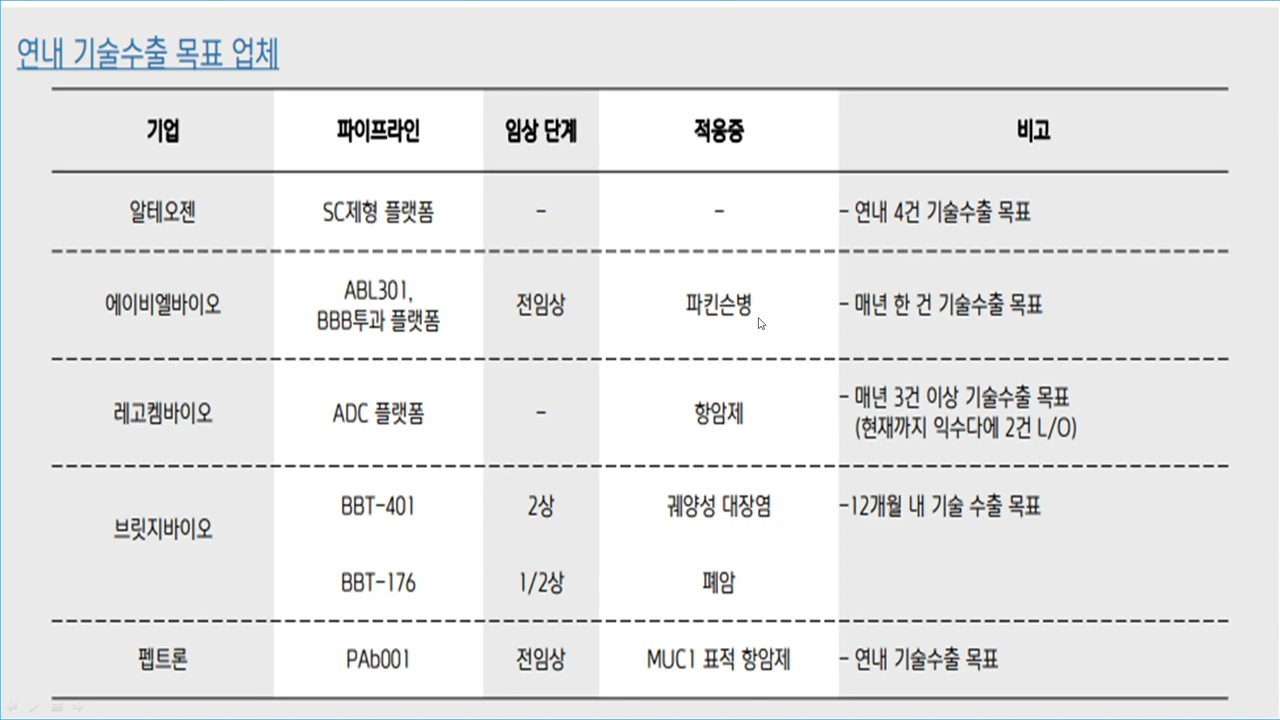 연내 기술수출 목표 업체
기업 파이프라인 임상 단계 적응증 비고
알테오젠 SC제형 플랫폼 - - - 연내 4건 기술수출 목표
에이비엘바이오 ABL301, BBB투과 플랫폼 전임상 파킨슨병 - 매년 한 건 기술수출 목표
레고켐바이오 ADC 플랫폼 - 항암제 - 매년 3건 이상 기술수출 목표
(현재까지 익수다에 2건 L/O)
브릿지바이오 BBT-401 2상 궤양성 대장염 -12개월 내 기술 수출 목표
BBT-176 1/2상 폐암
펩트론 PAb001 전임상 MUC1 표적 항암제 - 연내 기술수출 목표